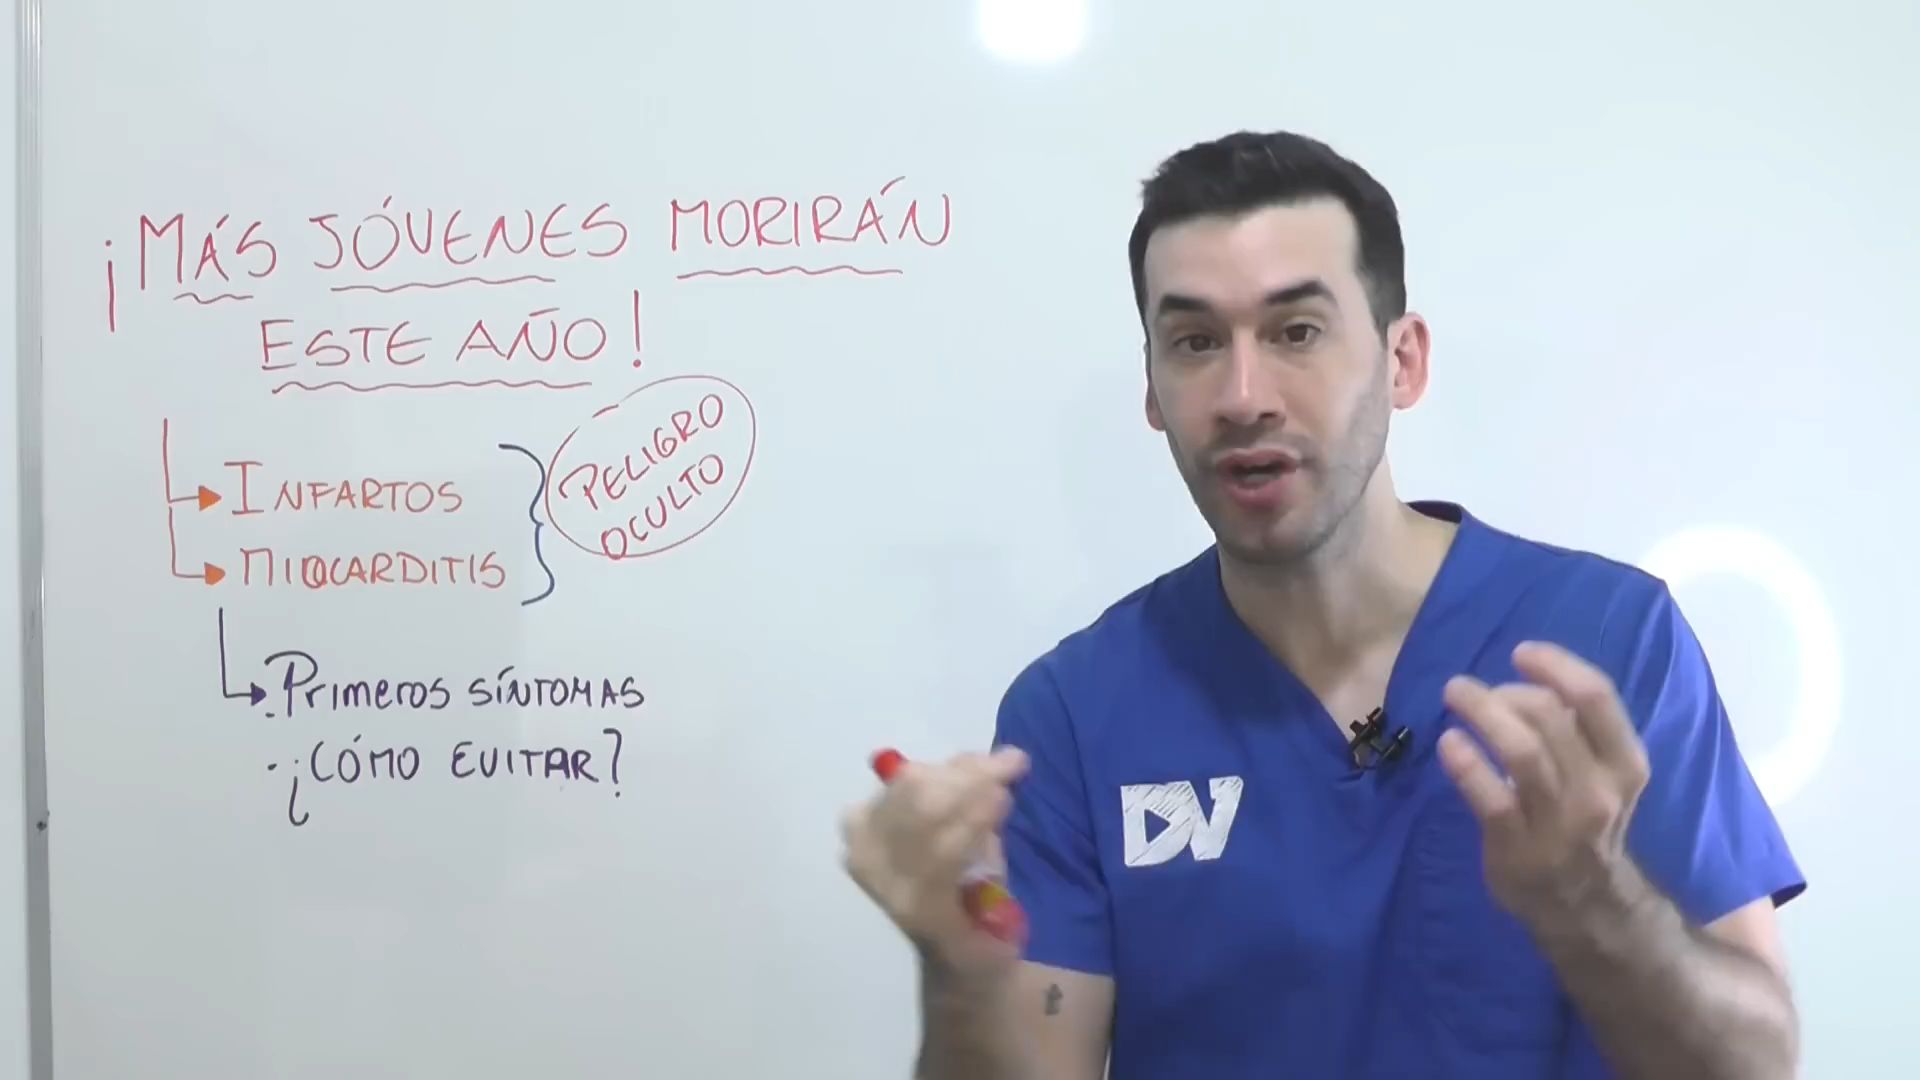 ¡MÁS JÓVENES MORIRÁN
ESTE AÑO!
INFARTOS
MIOCARDITIS
PELIGRO
OCULTO
Primeros síntomas
¿CÓMO EVITAR?
DV